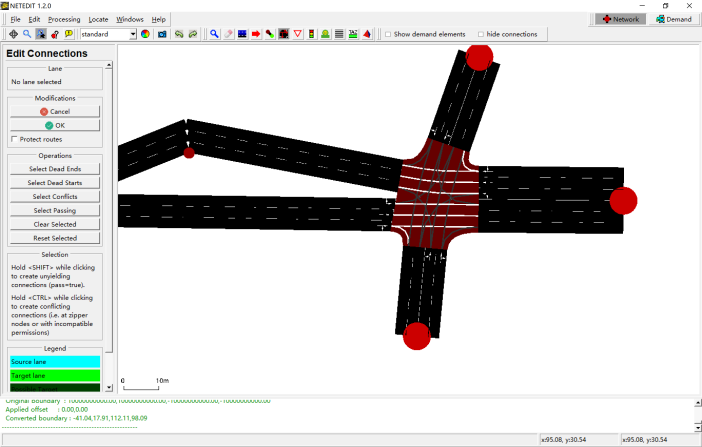 NETEDIT 1.2.0
File Edit Processing Locate Windows Help
Network Demand
standard
Show demand elements hide connections
Edit Connections
Lane
No lane selected
Modifications
Cancel
OK
Protect routes
Operations
Select Dead Ends
Select Dead Starts
Select Conflicts
Select Passing
Clear Selected
Reset Selected
Selection
Hold <SHIFT> while clicking
to create unyielding
connections (pass=true).
Hold <CTRL> while clicking
to create conflicting
connections (i.e. at zipper
nodes or with incompatible
permissions)
Legend
Source lane
Target lane
0 10m
Original boundary : 10000000000.00,10000000000.00,-10000000000.00,-10000000000.00
Applied offset : 0.00,0.00
Converted boundary : -41.04,17.91,112.11,98.09
x:95.08, y:30.54 x:95.08, y:30.54